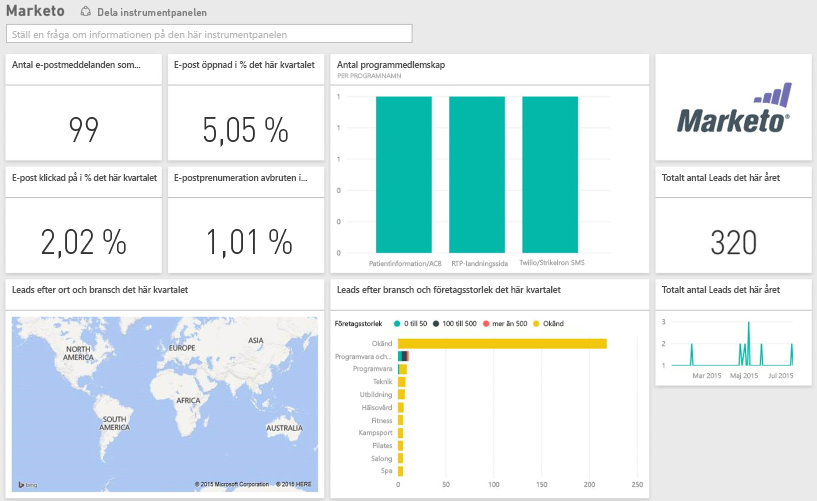 Marketo
Dela instrumentpanelen
Ställ en fråga om informationen på den här instrumentpanelen
Antal e-postmeddelanden som...
99
E-post öppnad i % det här kvartalet
5,05 %
Antal programmedlemskap
PER PROGRAMNAMN
1
1
1
0
0
0
Patientinformation/ACB
RTP-landningssida
Twilio/StrikeIron SMS
Marketo®
E-post klickad på i % det här kvartalet
2,02 %
E-postprenumeration avbruten i...
1,01 %
Totalt antal Leads det här året
320
Leads efter ort och bransch det här kvartalet
NORTH
AMERICA
EUROPE
ASIA
AFRICA
SOUTH
AMERICA
AUSTRALIA
bing
© 2015 Microsoft Corporation © 2015 HERE
Leads efter bransch och företagsstorlek det här kvartalet
Företagsstorlek 0 till 50 100 till 500 mer än 500 Okänd
Okänd
Programvara och...
Programvara
Teknik
Utbildning
Hälsovård
Fitness
Kampsport
Pilates
Salong
Spa
0 50 100 150 200 250
Totalt antal Leads det här året
3
2
1
Mar 2015 Maj 2015 Jul 2015